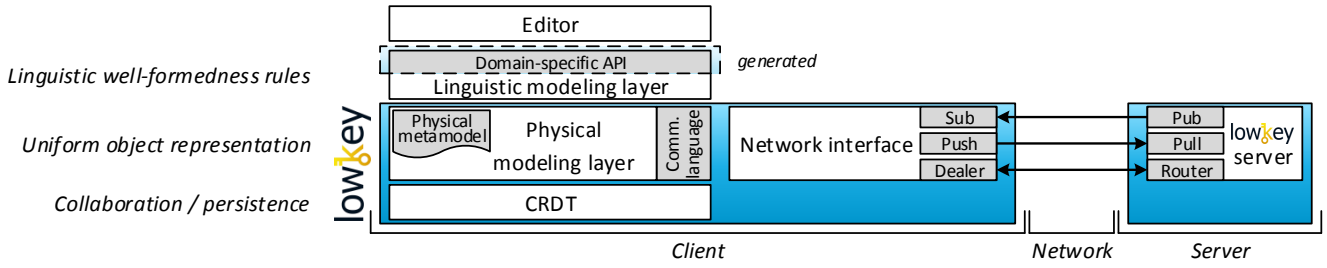 Editor
Domain-specific API
generated
Linguistic well-formedness rules
Linguistic modeling layer
lowkey
Physical
metamodel
Physical
modeling layer
Comm.
language
Uniform object representation
Network interface
Sub
Push
Dealer
Pub
Pull
Router
lowkey
server
Collaboration / persistence
CRDT
Client
Network
Server